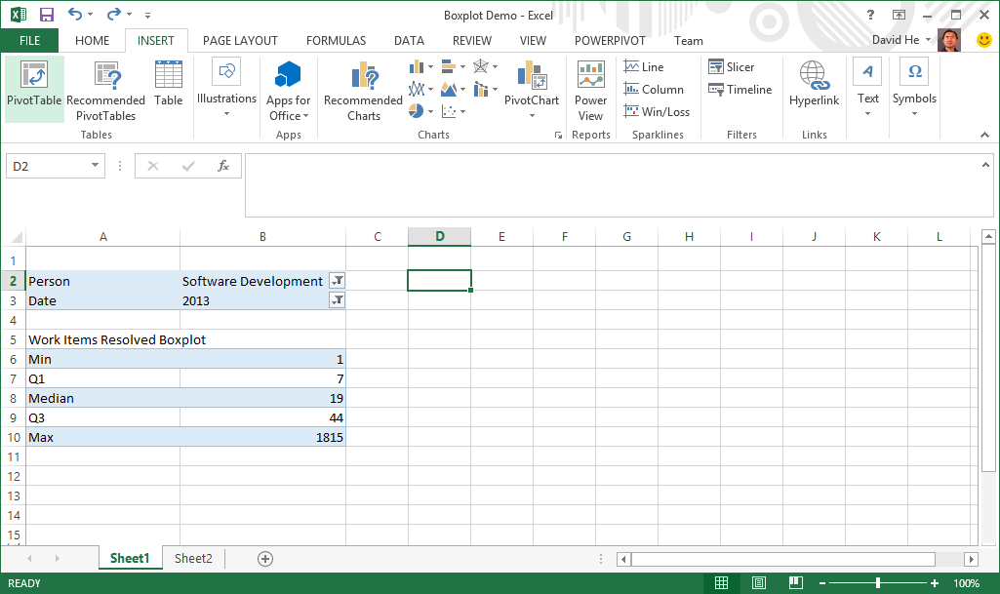 Boxplot Demo - Excel
?
FILE HOME INSERT PAGE LAYOUT FORMULAS DATA REVIEW VIEW POWERPIVOT Team David He
PivotTable
Recommended
PivotTables
Table
Tables
Illustrations
Apps for
Office
Apps
Recommended
Charts
PivotChart
Charts
Power
View
Reports
Line
Column
Win/Loss
Sparklines
Slicer
Timeline
Filters
Hyperlink
Links
A
Text
Ω
Symbols
D2
fx
A B C D E F G H I J K L
1
2 Person Software Development
3 Date 2013
4
5 Work Items Resolved Boxplot
6 Min 1
7 Q1 7
8 Median 19
9 Q3 44
10 Max 1815
11
12
13
14
15
Sheet1 Sheet2
READY 100%